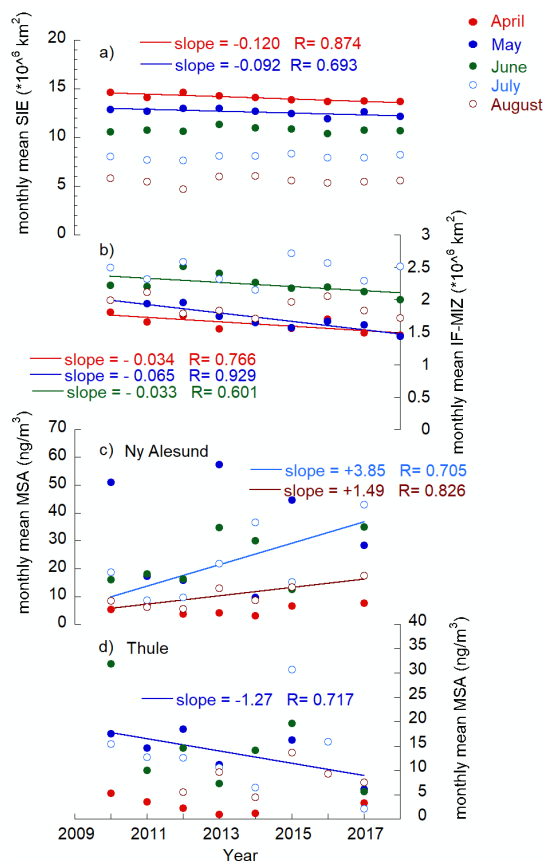 April
May
June
July
August
a)
slope = -0.120 R= 0.874
slope = -0.092 R= 0.693
monthly mean SIE (*10^⁶ km²)
20
15
10
5
0
b)
3
2.5
2
1.5
1
0.5
0
monthly mean IF-MIZ (*10^⁶ km²)
slope = - 0.034 R= 0.766
slope = - 0.065 R= 0.929
slope = - 0.033 R= 0.601
c) Ny Alesund
slope = +3.85 R= 0.705
slope = +1.49 R= 0.826
monthly mean MSA (ng/m³)
70
60
50
40
30
20
10
0
d) Thule
slope = -1.27 R= 0.717
40
35
30
25
20
15
10
5
0
monthly mean MSA (ng/m³)
2009 2011 2013 2015 2017
Year